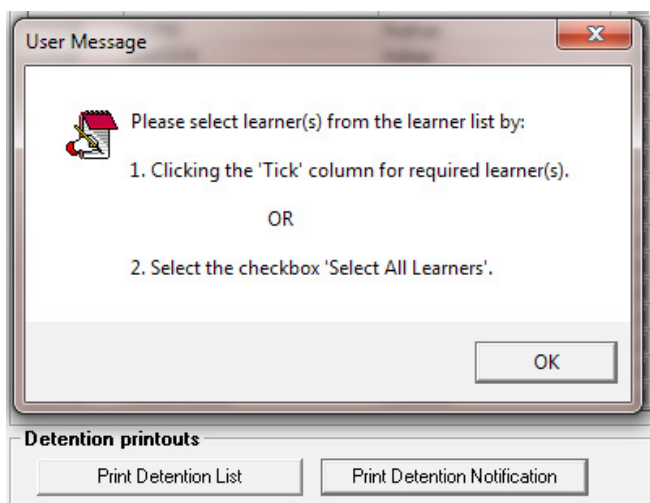 User Message
Please select learner(s) from the learner list by:
1. Clicking the 'Tick' column for required learner(s).
OR
2. Select the checkbox 'Select All Learners'.
OK
Detention printouts
Print Detention List Print Detention Notification